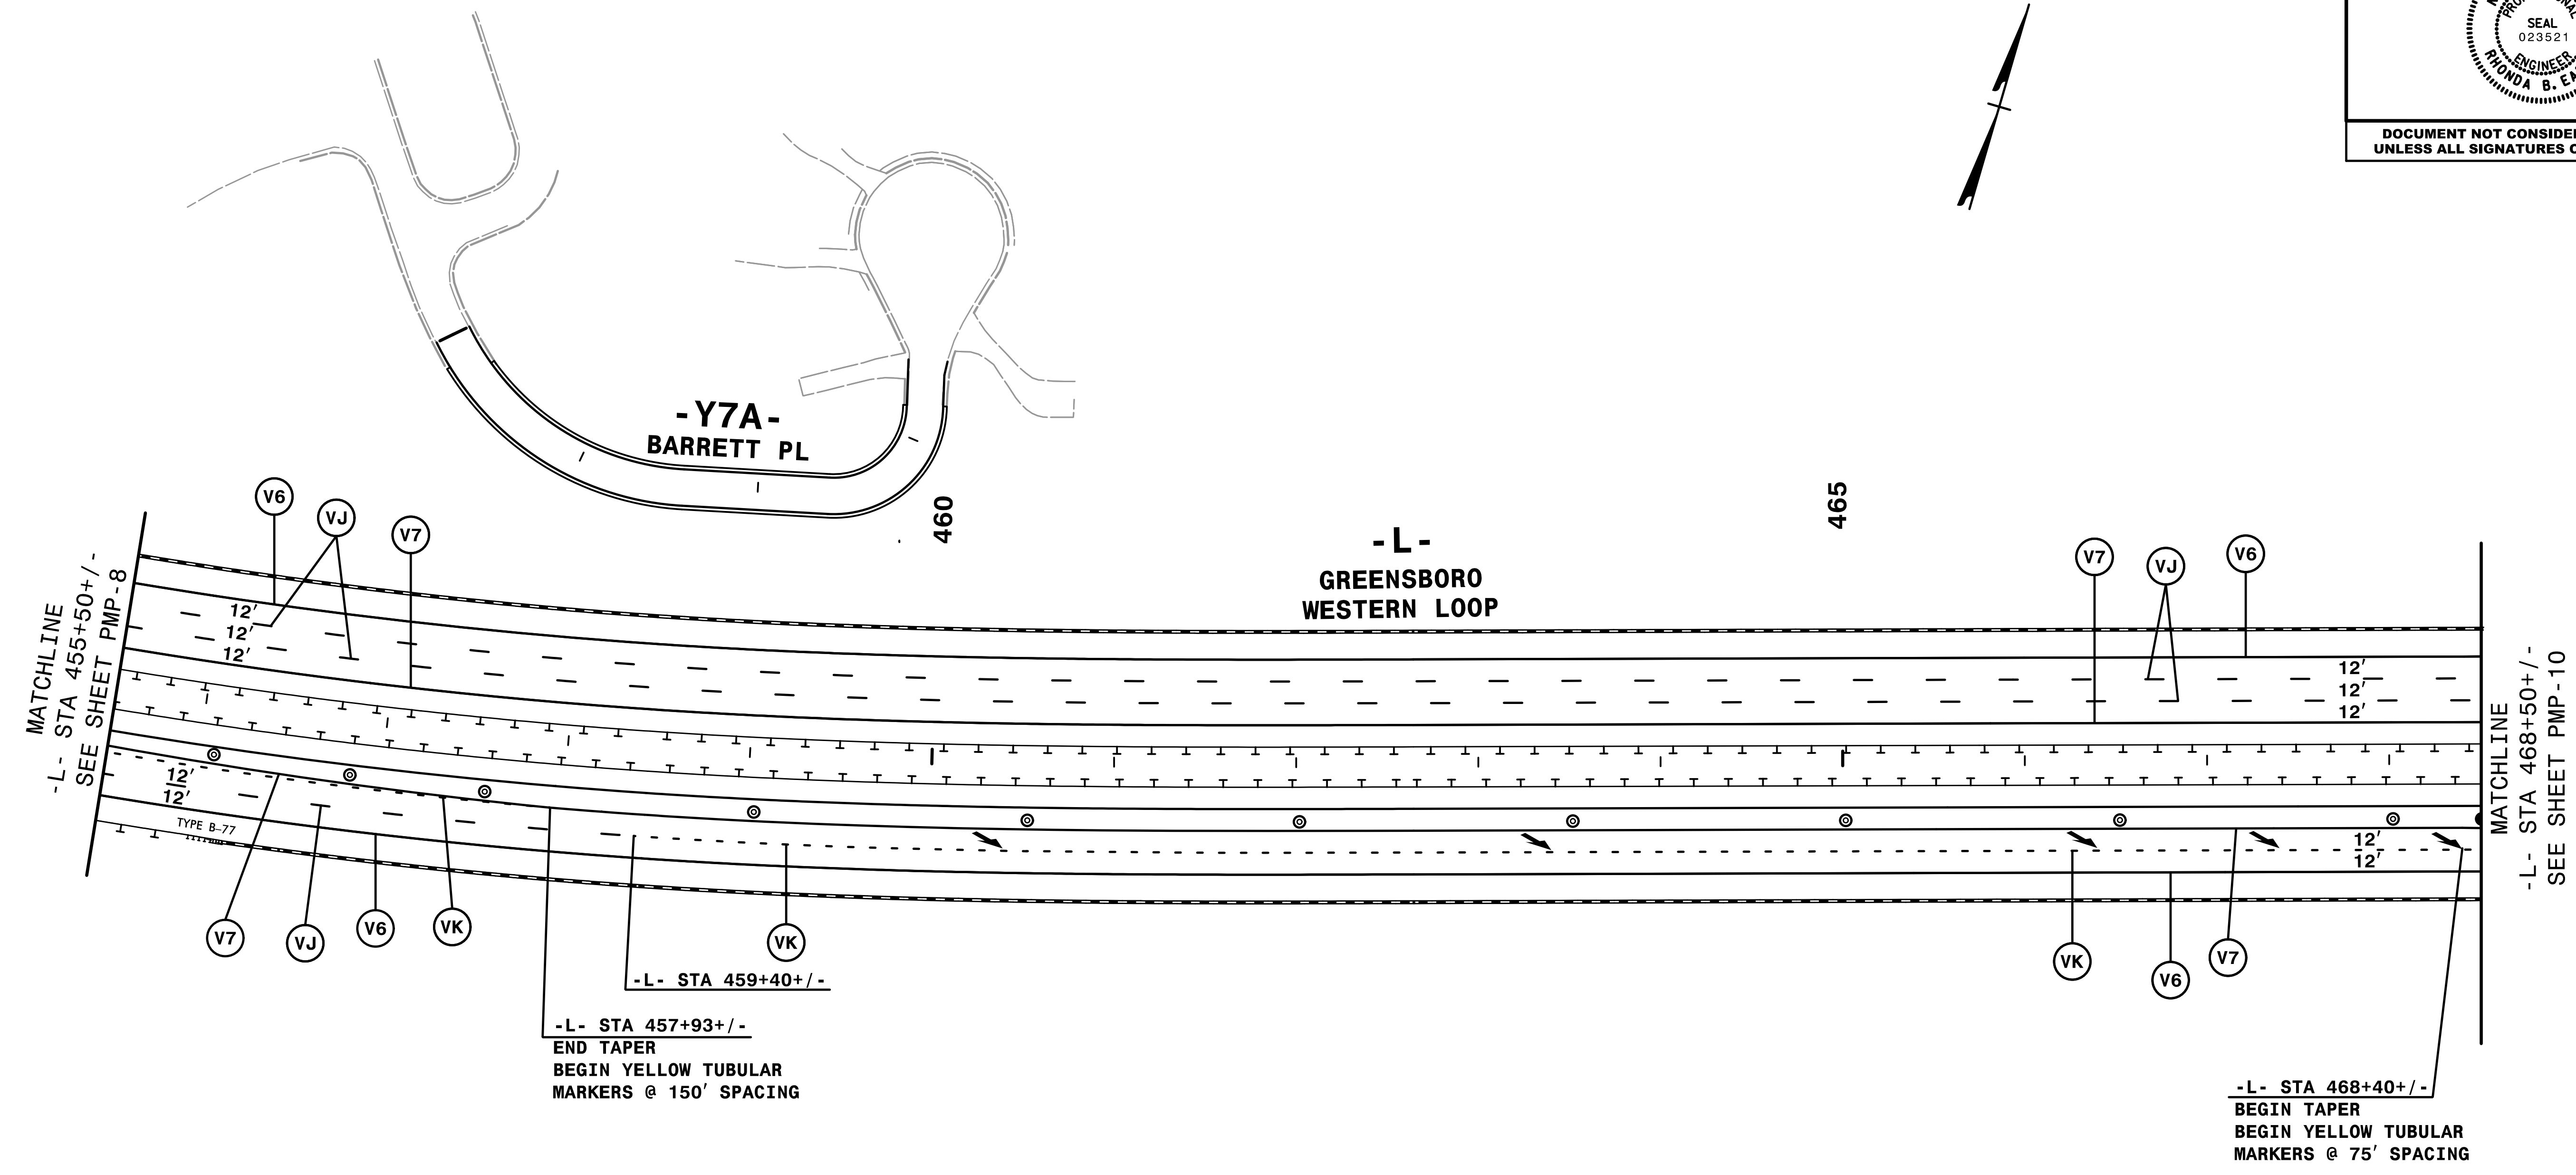 SEAL
023521
ENGINEER
RHONDA B.
DOCUMENT NOT
UNLESS ALL SIGNATURES
-Y7A-
BARRETT PL
460
465
-L-
GREENSBORO
WESTERN LOOP
V6
VJ
V7
V7
VJ
V6
MATCHLINE
-L- STA 455+50+/-
SEE SHEET PMP-8
12'
12'
12'
12'
12'
12'
MATCHLINE
-L- STA 468+50+/-
SEE SHEET PMP-10
12'
12'
TYPE B-77
12'
12'
V7
VJ
V6
VK
VK
VK
V6
V7
-L- STA 459+40+/-
-L- STA 457+93+/-
END TAPER
BEGIN YELLOW TUBULAR
MARKERS @ 150' SPACING
-L- STA 468+40+/-
BEGIN TAPER
BEGIN YELLOW TUBULAR
MARKERS @ 75' SPACING